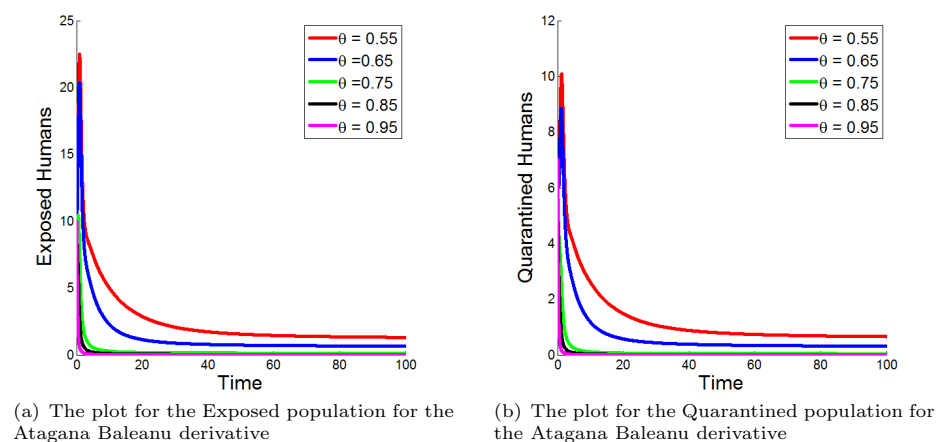 25
20
15
10
5
0
Exposed Humans
0
20
40
60
80
100
Time
θ = 0.55
θ =0.65
θ =0.75
θ = 0.85
θ = 0.95
(a) The plot for the Exposed population for the
Atagana Baleanu derivative
12
10
8
6
4
2
0
Quarantined Humans
0
20
40
60
80
100
Time
θ = 0.55
θ = 0.65
θ = 0.75
θ = 0.85
θ = 0.95
(b) The plot for the Quarantined population for
the Atagana Baleanu derivative